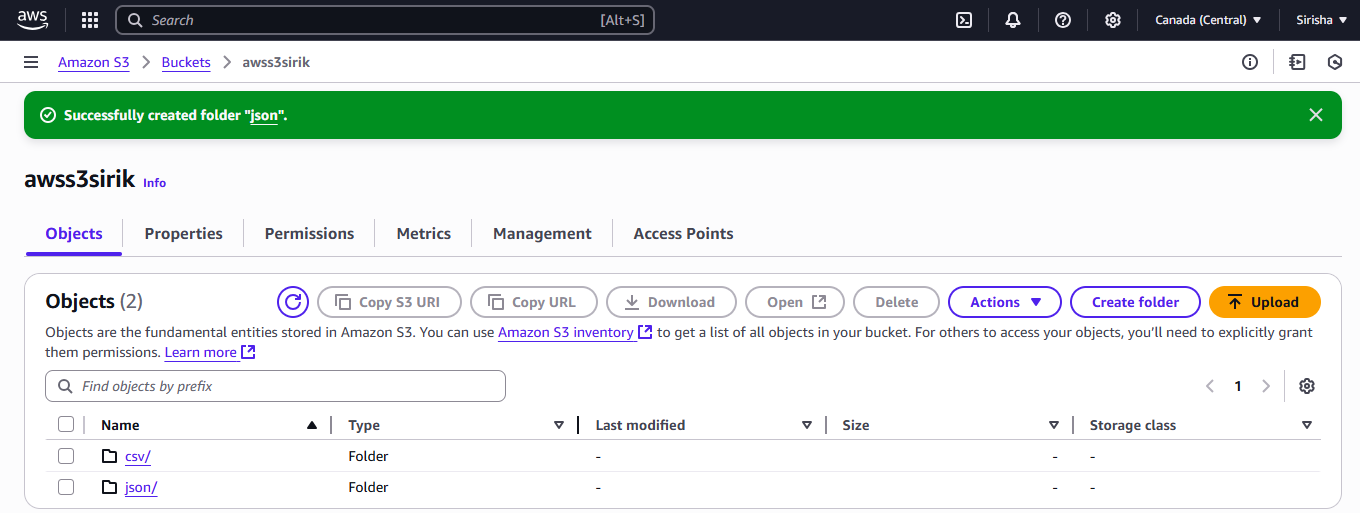 aws Search [Alt+S] Canada (Central) Sirisha
Amazon S3 Buckets awss3sirik
Successfully created folder "json".
awss3sirik Info
Objects Properties Permissions Metrics Management Access Points
Objects (2) Copy S3 URI Copy URL Download Open Delete Actions Create folder Upload
Objects are the fundamental entities stored in Amazon S3. You can use Amazon S3 inventory to get a list of all objects in your bucket. For others to access your objects, you’ll need to explicitly grant
them permissions. Learn more
Find objects by prefix 1
Name Type Last modified Size Storage class
csv/ Folder - - -
json/ Folder - - -